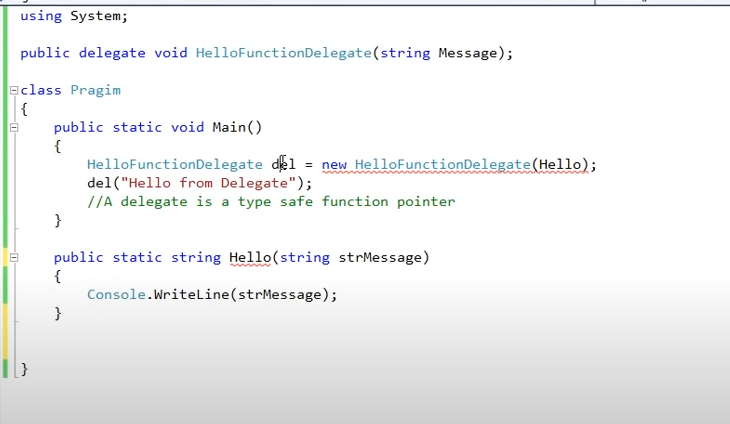 using System;
public delegate void HelloFunctionDelegate(string Message);
class Pragim
{
public static void Main()
{
HelloFunctionDelegate del = new HelloFunctionDelegate(Hello);
del("Hello from Delegate");
//A delegate is a type safe function pointer
}
public static string Hello(string strMessage)
{
Console.WriteLine(strMessage);
}
}